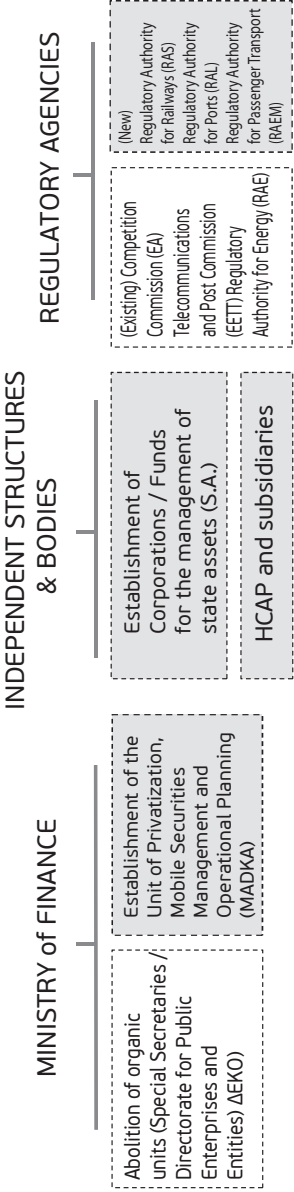 MINISTRY of FINANCE
Abolition of organic
units (Special Secretaries /
Directorate for Public
Enterprises and
Entities) ΔΕΚΟ)
Establishment of the
Unit of Privatization,
Mobile Securities
Management and
Operational Planning
(MADKA)
INDEPENDENT STRUCTURES
& BODIES
Establishment of
Corporations / Funds
for the management of
state assets (S.A.)
HCAP and subsidiaries
REGULATORY AGENCIES
(Existing) Competition
Commission (EA)
Telecommunications
and Post Commission
(EETT) Regulatory
Authority for Energy (RAE)
(New)
Regulatory Authority
for Railways (RAS)
Regulatory Authority
for Ports (RAL)
Regulatory Authority
for Passenger Transport
(RAEM)